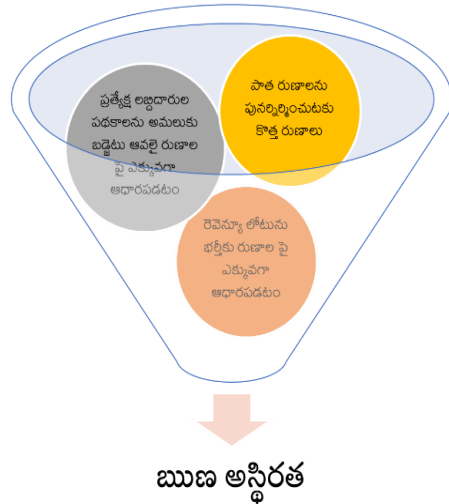 ప్రత్యేక్ష లబ్దిదారుల
పథకాలను అమలుకు
బడ్జెటు ఆవలై రుణాల
పై ఎక్కువగా
ఆధారపడటం
పాత రుణాలను
పునర్నిర్మించుటకు
కొత్త రుణాలు
రెవెన్యూ లోటును
భర్తీకు రుణాల పై
ఎక్కువగా
ఆధారపడటం
ఋణ అస్థిరత